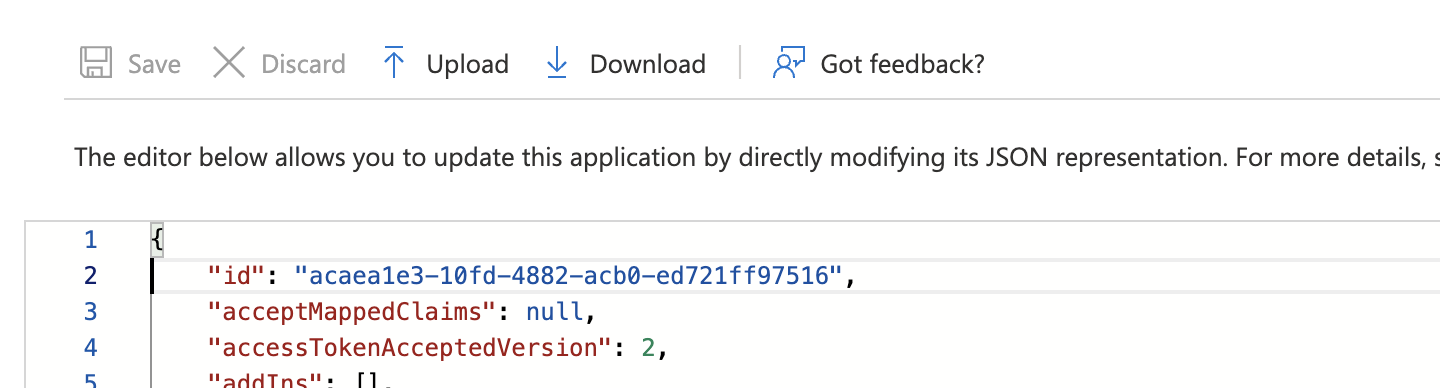 Save Discard Upload Download Got feedback?
The editor below allows you to update this application by directly modifying its JSON representation. For more details,
1 {
2 "id": "acaea1e3-10fd-4882-acb0-ed721ff97516",
3 "acceptMappedClaims": null,
4 "accessTokenAcceptedVersion": 2,
5 "addIns": [],